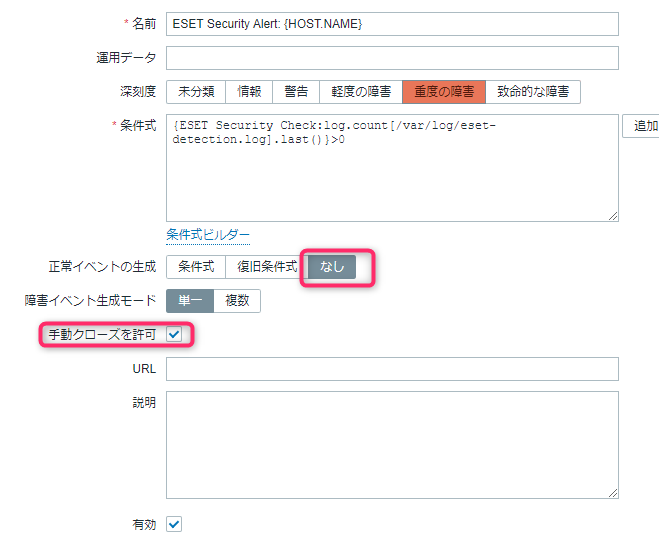 * 名前 ESET Security Alert: {HOST.NAME}
運用データ
深刻度 未分類 情報 警告 軽度の障害 重度の障害 致命的な障害
* 条件式 {ESET Security Check:log.count[/var/log/eset- 追加
detection.log].last()}>0
条件式ビルダー
正常イベントの生成 条件式 復旧条件式 なし
障害イベント生成モード 単一 複数
手動クローズを許可
URL
説明
有効